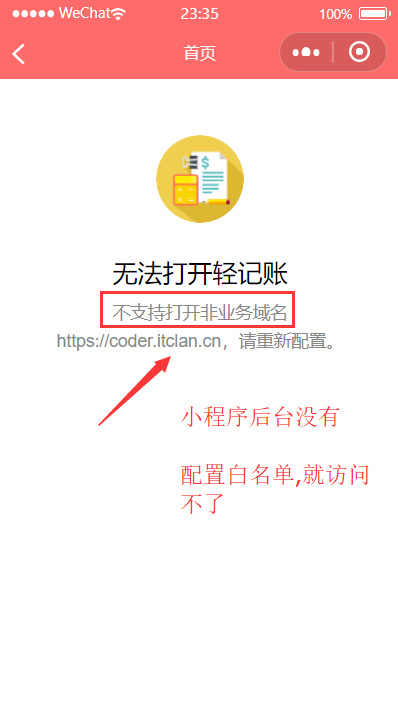 WeChat 23:35 100%
首页
无法打开轻记账
不支持打开非业务域名
https://coder.itclan.cn，请重新配置。
小程序后台没有
配置白名单,就访问
不了